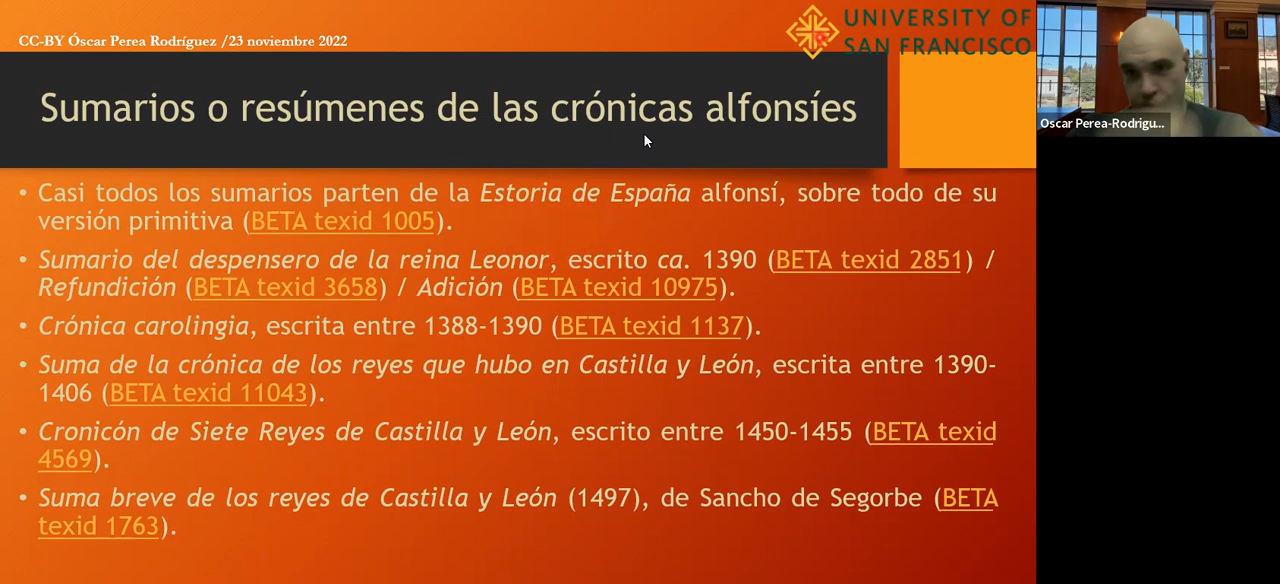 CC-BY Óscar Perea Rodríguez /23 noviembre 2022
UNIVERSITY OF
SAN FRANCISCO
Sumarios o resúmenes de las crónicas alfonsíes
Oscar Perea-Rodrigu...
• Casi todos los sumarios parten de la Estoria de España alfonsí, sobre todo de su
versión primitiva (BETA texid 1005).
• Sumario del despensero de la reina Leonor, escrito ca. 1390 (BETA texid 2851) /
Refundición (BETA texid 3658) / Adición (BETA texid 10975).
• Crónica carolingia, escrita entre 1388-1390 (BETA texid 1137).
• Suma de la crónica de los reyes que hubo en Castilla y León, escrita entre 1390-
1406 (BETA texid 11043).
• Cronicón de Siete Reyes de Castilla y León, escrito entre 1450-1455 (BETA texid
4569).
• Suma breve de los reyes de Castilla y León (1497), de Sancho de Segorbe (BETA
texid 1763).